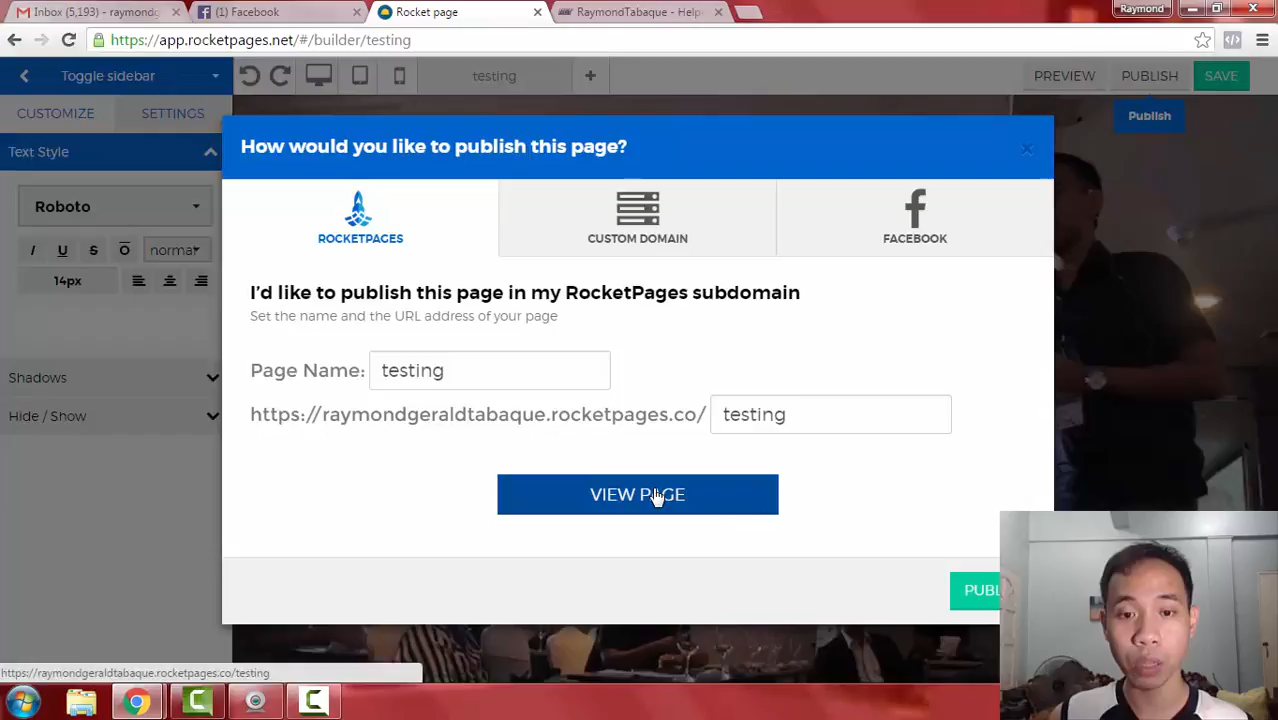 Inbox (5,193) - raymondg
(1) Facebook
Rocket page
RaymondTabaque - Help
Raymond
https://app.rocketpages.net/#/builder/testing
Toggle sidebar
testing
+
PREVIEW
PUBLISH
SAVE
CUSTOMIZE
SETTINGS
Publish
Text Style
How would you like to publish this page?
Roboto
ROCKETPAGES
CUSTOM DOMAIN
FACEBOOK
I
U
S
O
normal
14px
I'd like to publish this page in my RocketPages subdomain
Set the name and the URL address of your page
Page Name: testing
Shadows
Hide / Show
https://raymondgeraldtabaque.rocketpages.co/ testing
VIEW PAGE
PUBL
https://raymondgeraldtabaque.rocketpages.co/testing